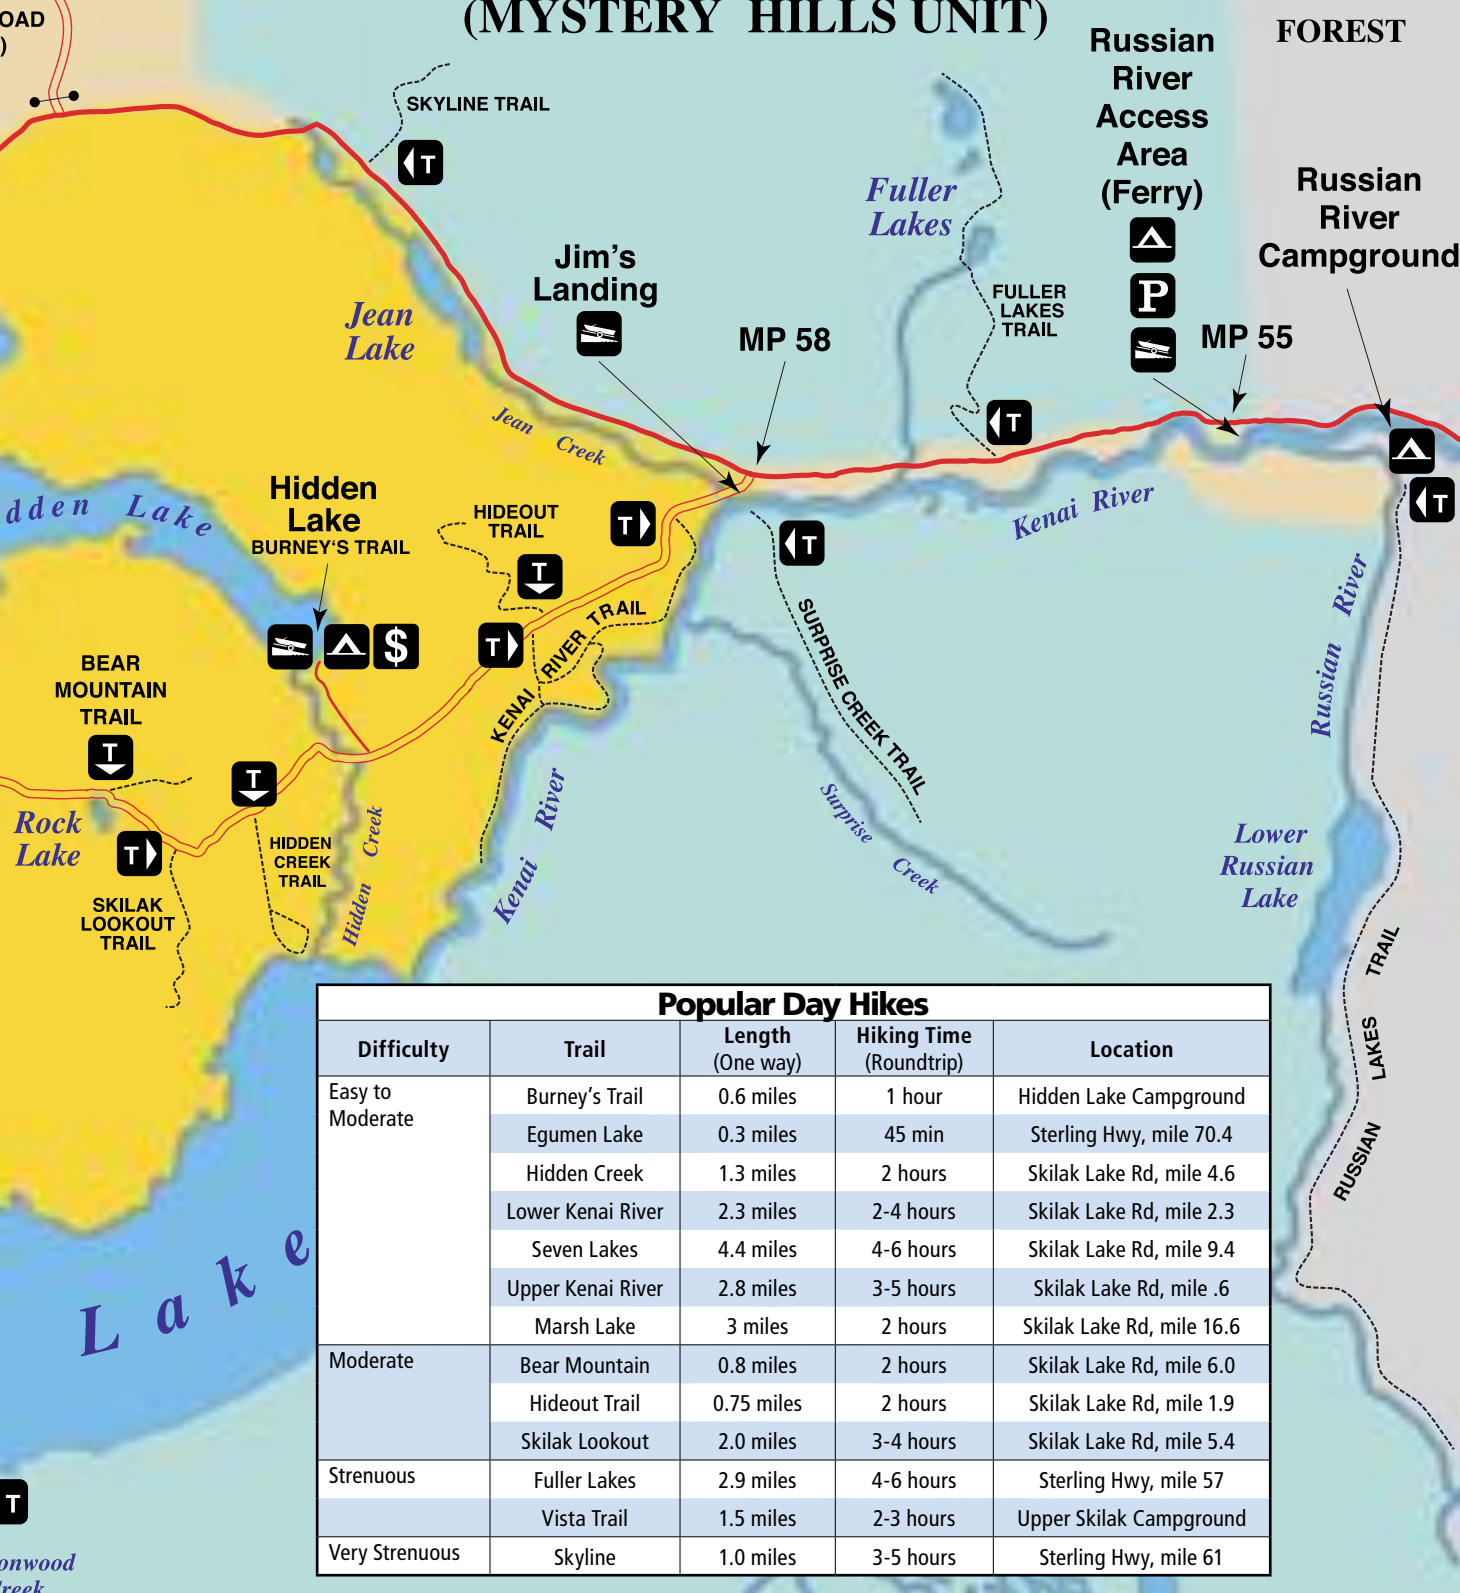 OAD
)
(MYSTERY HILLS UNIT)
FOREST
SKYLINE TRAIL
T
Fuller
Lakes
Russian
River
Access
Area
(Ferry)
P
Russian
River
Campground
Jim's
Landing
MP 58
FULLER
LAKES
TRAIL
MP 55
Jean
Lake
Jean Creek
T
T
T
Kenai River
dden Lake
Hidden
Lake
BURNEY'S TRAIL
HIDEOUT
TRAIL
T
T
T
T
$
KENAI RIVER TRAIL
SURPRISE CREEK TRAIL
Russian River
BEAR
MOUNTAIN
TRAIL
T
T
Rock
Lake
T
SKILAK
LOOKOUT
TRAIL
HIDDEN
CREEK
TRAIL
Hidden Creek
Kenai River
Surprise Creek
Lower
Russian
Lake
RUSSIAN LAKES TRAIL
Lake
T
onwood
Creek
Popular Day Hikes
Difficulty Trail Length (One way) Hiking Time (Roundtrip) Location
Easy to Moderate Burney's Trail 0.6 miles 1 hour Hidden Lake Campground
Egumen Lake 0.3 miles 45 min Sterling Hwy, mile 70.4
Hidden Creek 1.3 miles 2 hours Skilak Lake Rd, mile 4.6
Lower Kenai River 2.3 miles 2-4 hours Skilak Lake Rd, mile 2.3
Seven Lakes 4.4 miles 4-6 hours Skilak Lake Rd, mile 9.4
Upper Kenai River 2.8 miles 3-5 hours Skilak Lake Rd, mile .6
Marsh Lake 3 miles 2 hours Skilak Lake Rd, mile 16.6
Moderate Bear Mountain 0.8 miles 2 hours Skilak Lake Rd, mile 6.0
Hideout Trail 0.75 miles 2 hours Skilak Lake Rd, mile 1.9
Skilak Lookout 2.0 miles 3-4 hours Skilak Lake Rd, mile 5.4
Strenuous Fuller Lakes 2.9 miles 4-6 hours Sterling Hwy, mile 57
Vista Trail 1.5 miles 2-3 hours Upper Skilak Campground
Very Strenuous Skyline 1.0 miles 3-5 hours Sterling Hwy, mile 61